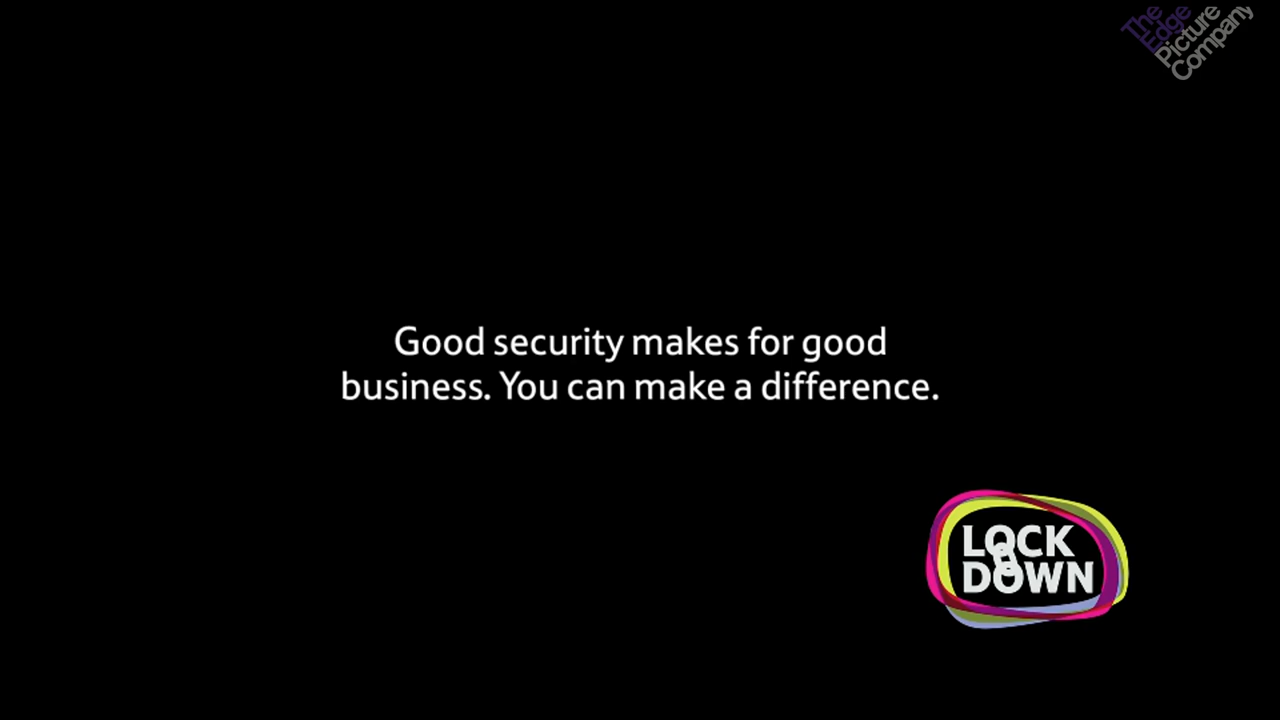 The
Edge
Picture
Company
Good security makes for good
business. You can make a difference.
LOCK
DOWN